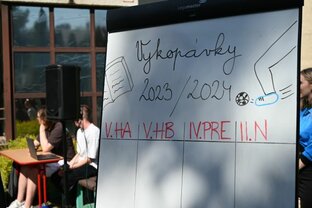 Vykopávky
2023/2024
V.HA V.HB IV.PRE II.N